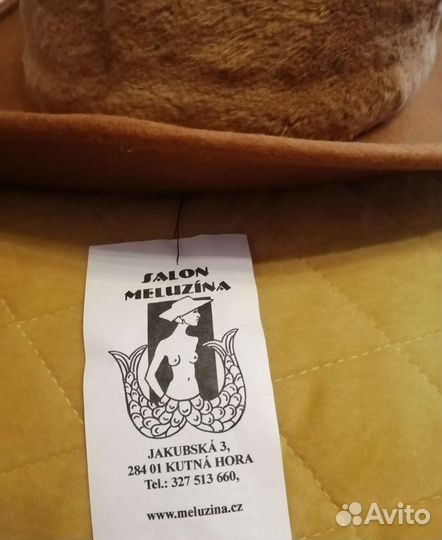 SALON
MELUZÍNA
JAKUBSKÁ 3,
284 01 KUTNÁ HORA
Tel.: 327 513 660,
www.meluzina.cz
Avito